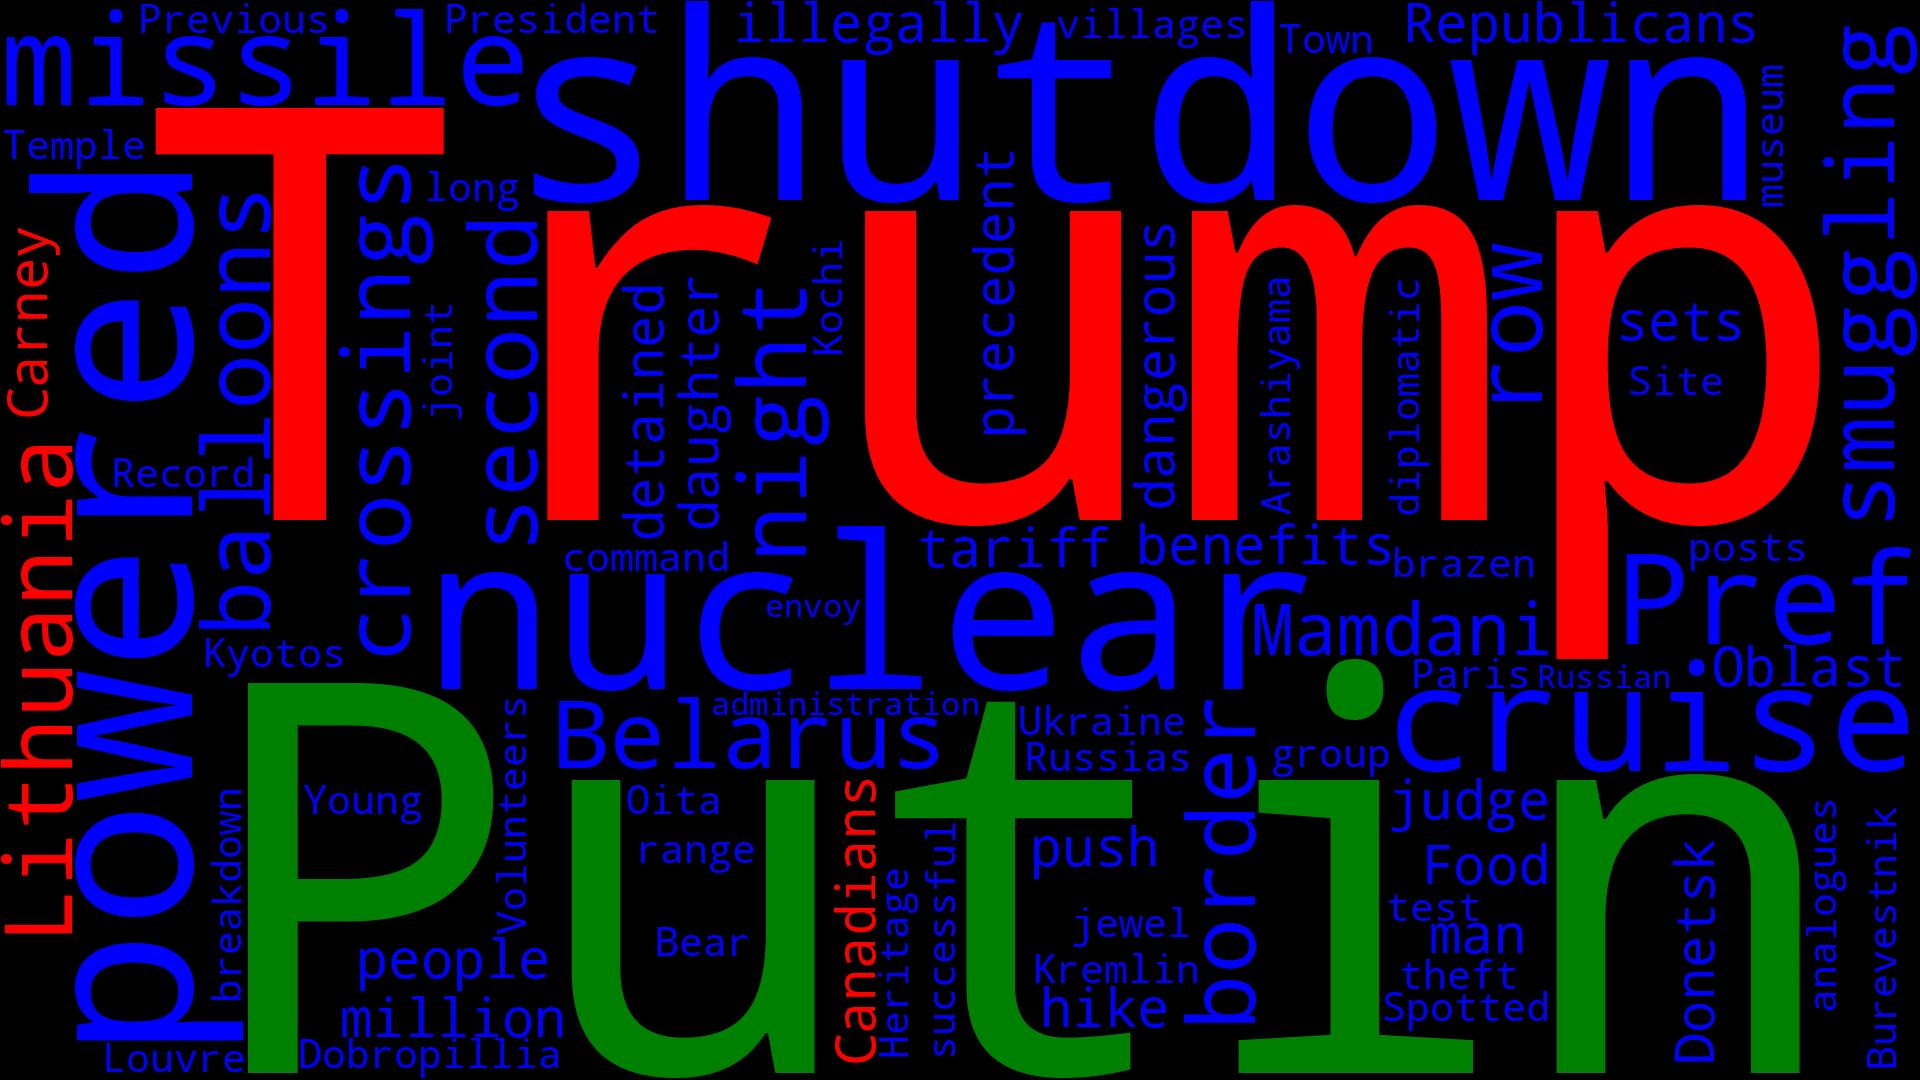 Previous
President
illegally
villages
Town
Republicans
missile
shutdown
museum
smuggling
Temple
Trump
long
powered
balloons
crossings
second
Carney
joint
detained
daughter
night
Kochi
precedent
dangerous
Arashiyama
diplomatic
row
sets
Site
Lithuania
Record
command
tariff
benefits
brazen
posts
nuclear
envoy
Mamdani
Pref
Kyotos
Paris
Russian
Oblast
Putin
Belarus
administration
Ukraine
Russias
border
group
cruise
breakdown
Young
Volunteers
Oita
range
Canadians
Heritage
successful
push
judge
Food
Donetsk
analogues
Burevestnik
test
man
people
Bear
jewel
Kremlin
theft
million
hike
Spotted
Louvre
Dobropillia